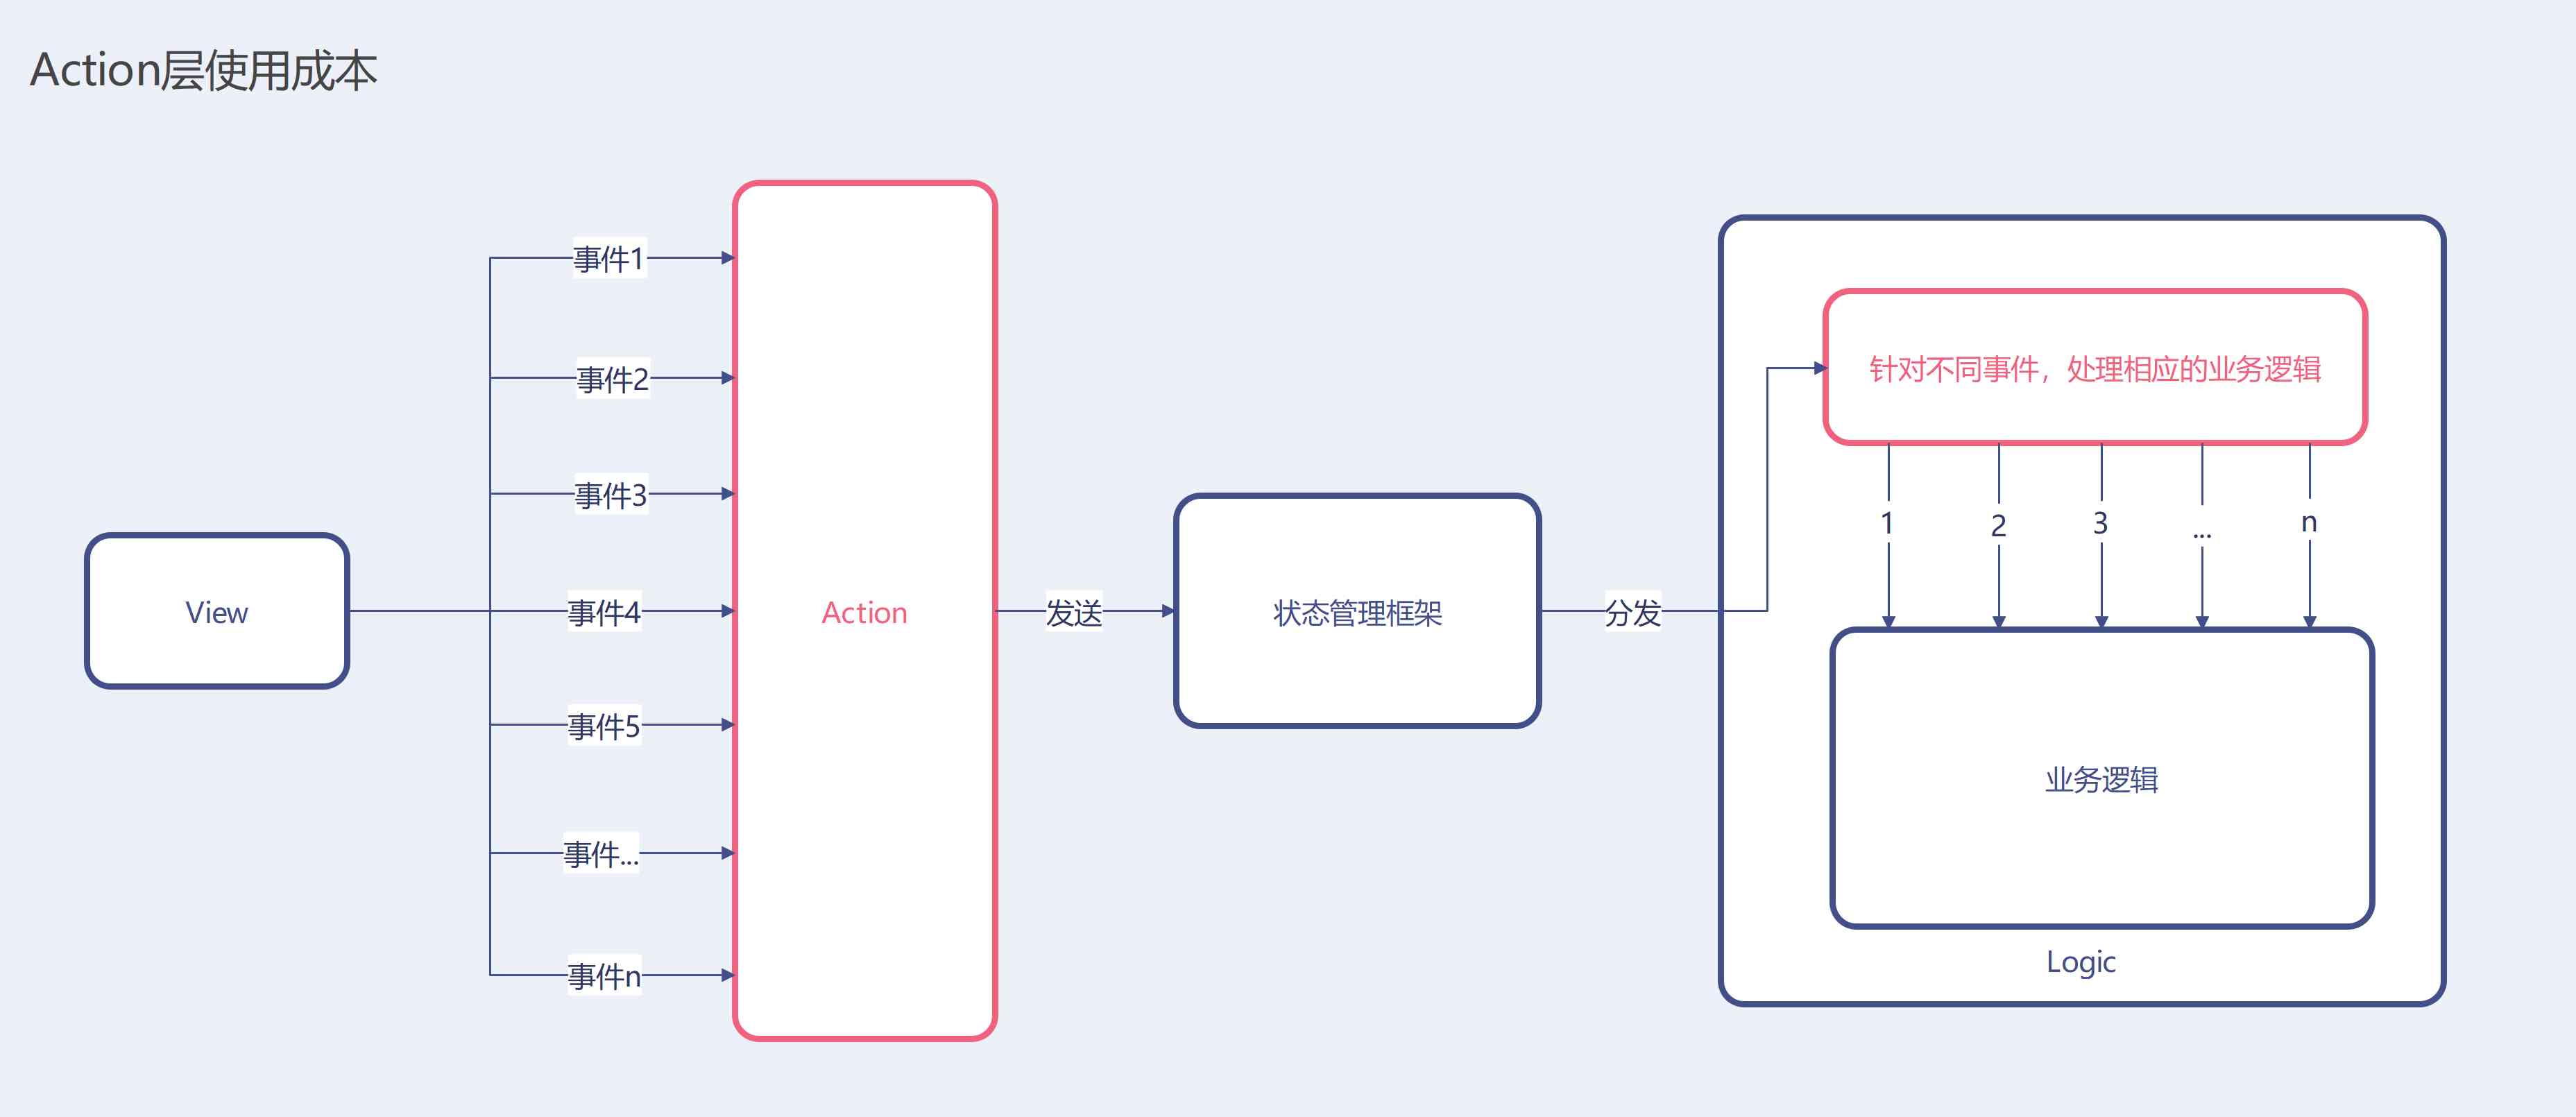 Action层使用成本
View
事件1
事件2
事件3
事件4
事件5
事件...
事件n
Action
发送
状态管理框架
分发
针对不同事件，处理相应的业务逻辑
1
2
3
...
n
业务逻辑
Logic